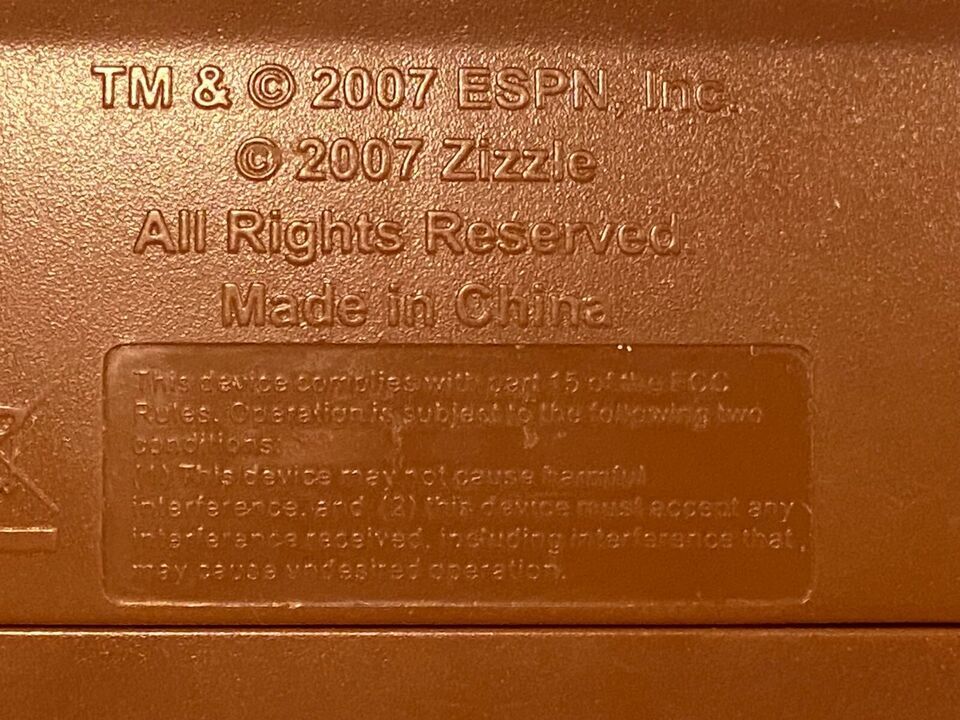 TM & © 2007 ESPN, Inc.
© 2007 Zizzle
All Rights Reserved.
Made in China
This device complies with part 15 of the FCC
Rules. Operation is subject to the following two
conditions:
(1) This device may not cause harmful
interference, and (2) this device must accept any
interference received, including interference that
may cause undesired operation.